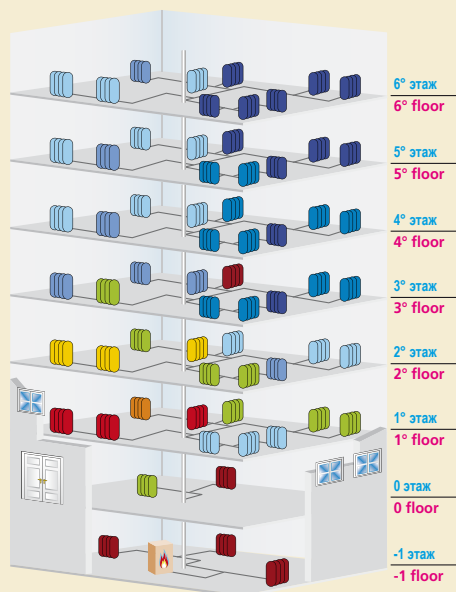 6° этаж
6° floor
5° этаж
5° floor
4° этаж
4° floor
3° этаж
3° floor
2° этаж
2° floor
1° этаж
1° floor
0 этаж
0 floor
-1 этаж
-1 floor